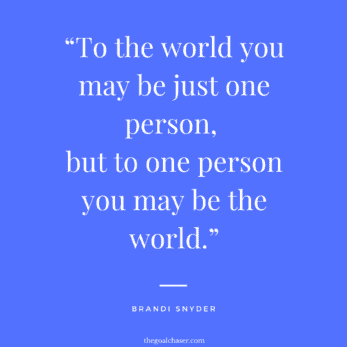 “To the world you
may be just one
person,
but to one person
you may be the
world.”
BRANDI SNYDER
thegoalchaser.com